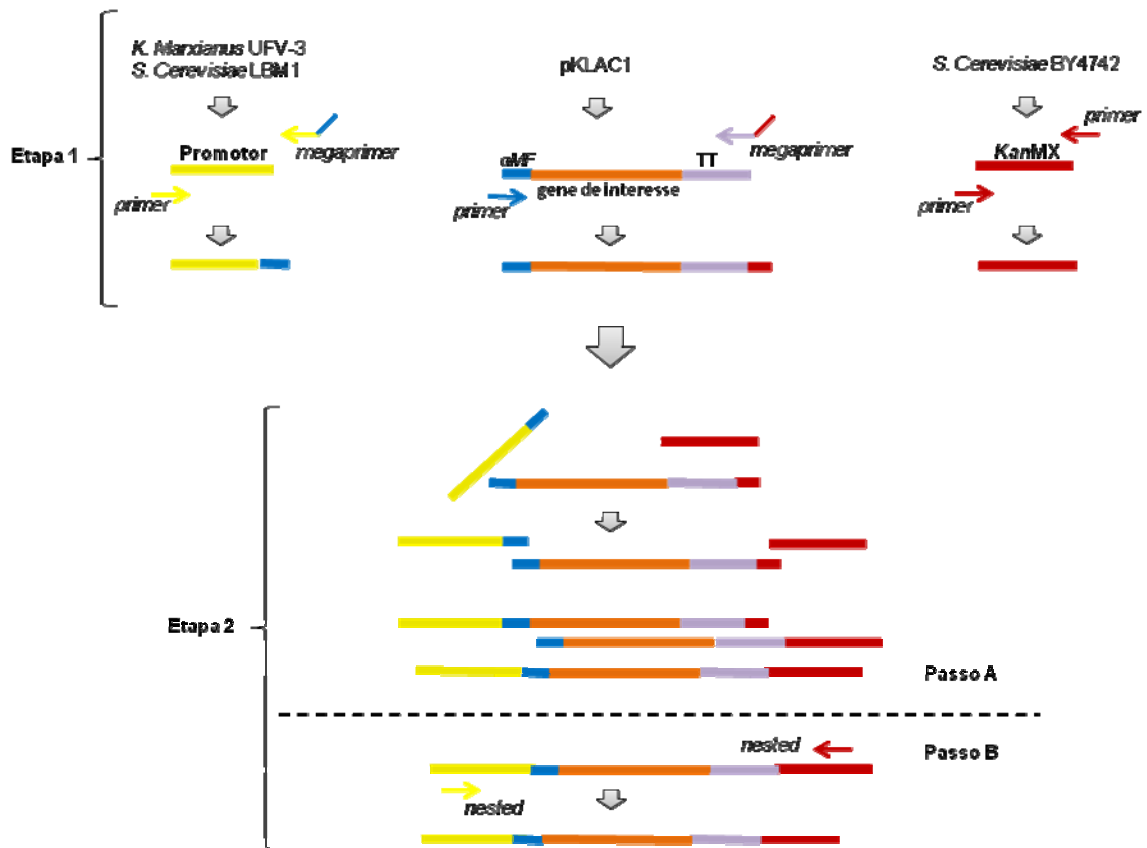 K. Marxianus UFV-3
S. Cerevisiae LBM1
pKLAC1
S. Cerevisiae BY4742
Etapa 1
Promotor
megaprimer
primer
αMF
TT
megaprimer
gene de interesse
primer
primer
KanMX
primer
Etapa 2
Passo A
nested
Passo B
nested